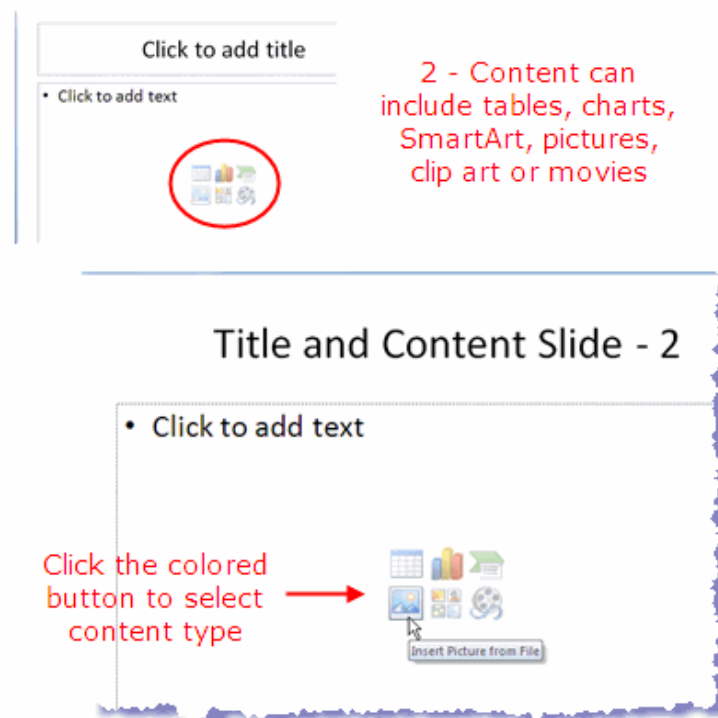 Click to add title
• Click to add text
2 - Content can
include tables, charts,
SmartArt, pictures,
clip art or movies
Title and Content Slide - 2
• Click to add text
Click the colored
button to select
content type
Insert Picture from File